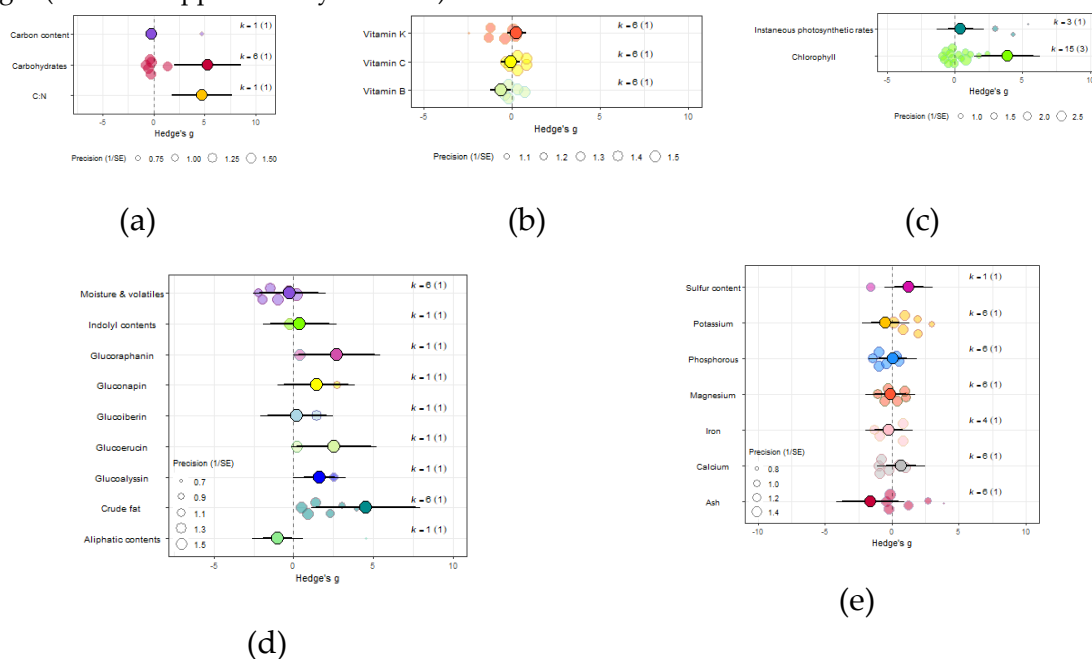 (a)
(b)
(c)
Carbon content
k = 1 (1)
Carbohydrates
k = 6 (1)
C:N
k = 1 (1)
-5 0 5 10
Hedge's g
Precision (1/SE) 0.75 1.00 1.25 1.50
Vitamin K
k = 6 (1)
Vitamin C
k = 6 (1)
Vitamin B
k = 6 (1)
-5 0 5 10
Hedge's g
Precision (1/SE) 1.1 1.2 1.3 1.4 1.5
Instaneous photosynthetic rates
k = 3 (1)
Chlorophyll
k = 15 (3)
-5 0 5 10
Hedge's g
Precision (1/SE) 1.0 1.5 2.0 2.5
(a)
(b)
(c)
Moisture & volatiles
k = 6 (1)
Indolyl contents
k = 1 (1)
Glucoraphanin
k = 1 (1)
Gluconapin
k = 1 (1)
Glucoiberin
k = 1 (1)
Glucoerucin
k = 1 (1)
Glucoalyssin
k = 1 (1)
Crude fat
k = 6 (1)
Aliphatic contents
k = 1 (1)
Precision (1/SE)
0.7
0.9
1.1
1.3
1.5
-5 0 5 10
Hedge's g
Sulfur content
k = 1 (1)
Potassium
k = 6 (1)
Phosphorous
k = 6 (1)
Magnesium
k = 6 (1)
Iron
k = 4 (1)
Calcium
k = 6 (1)
Ash
k = 6 (1)
Precision (1/SE)
0.8
1.0
1.2
1.4
-10 -5 0 5 10
Hedge's g
(d)
(e)